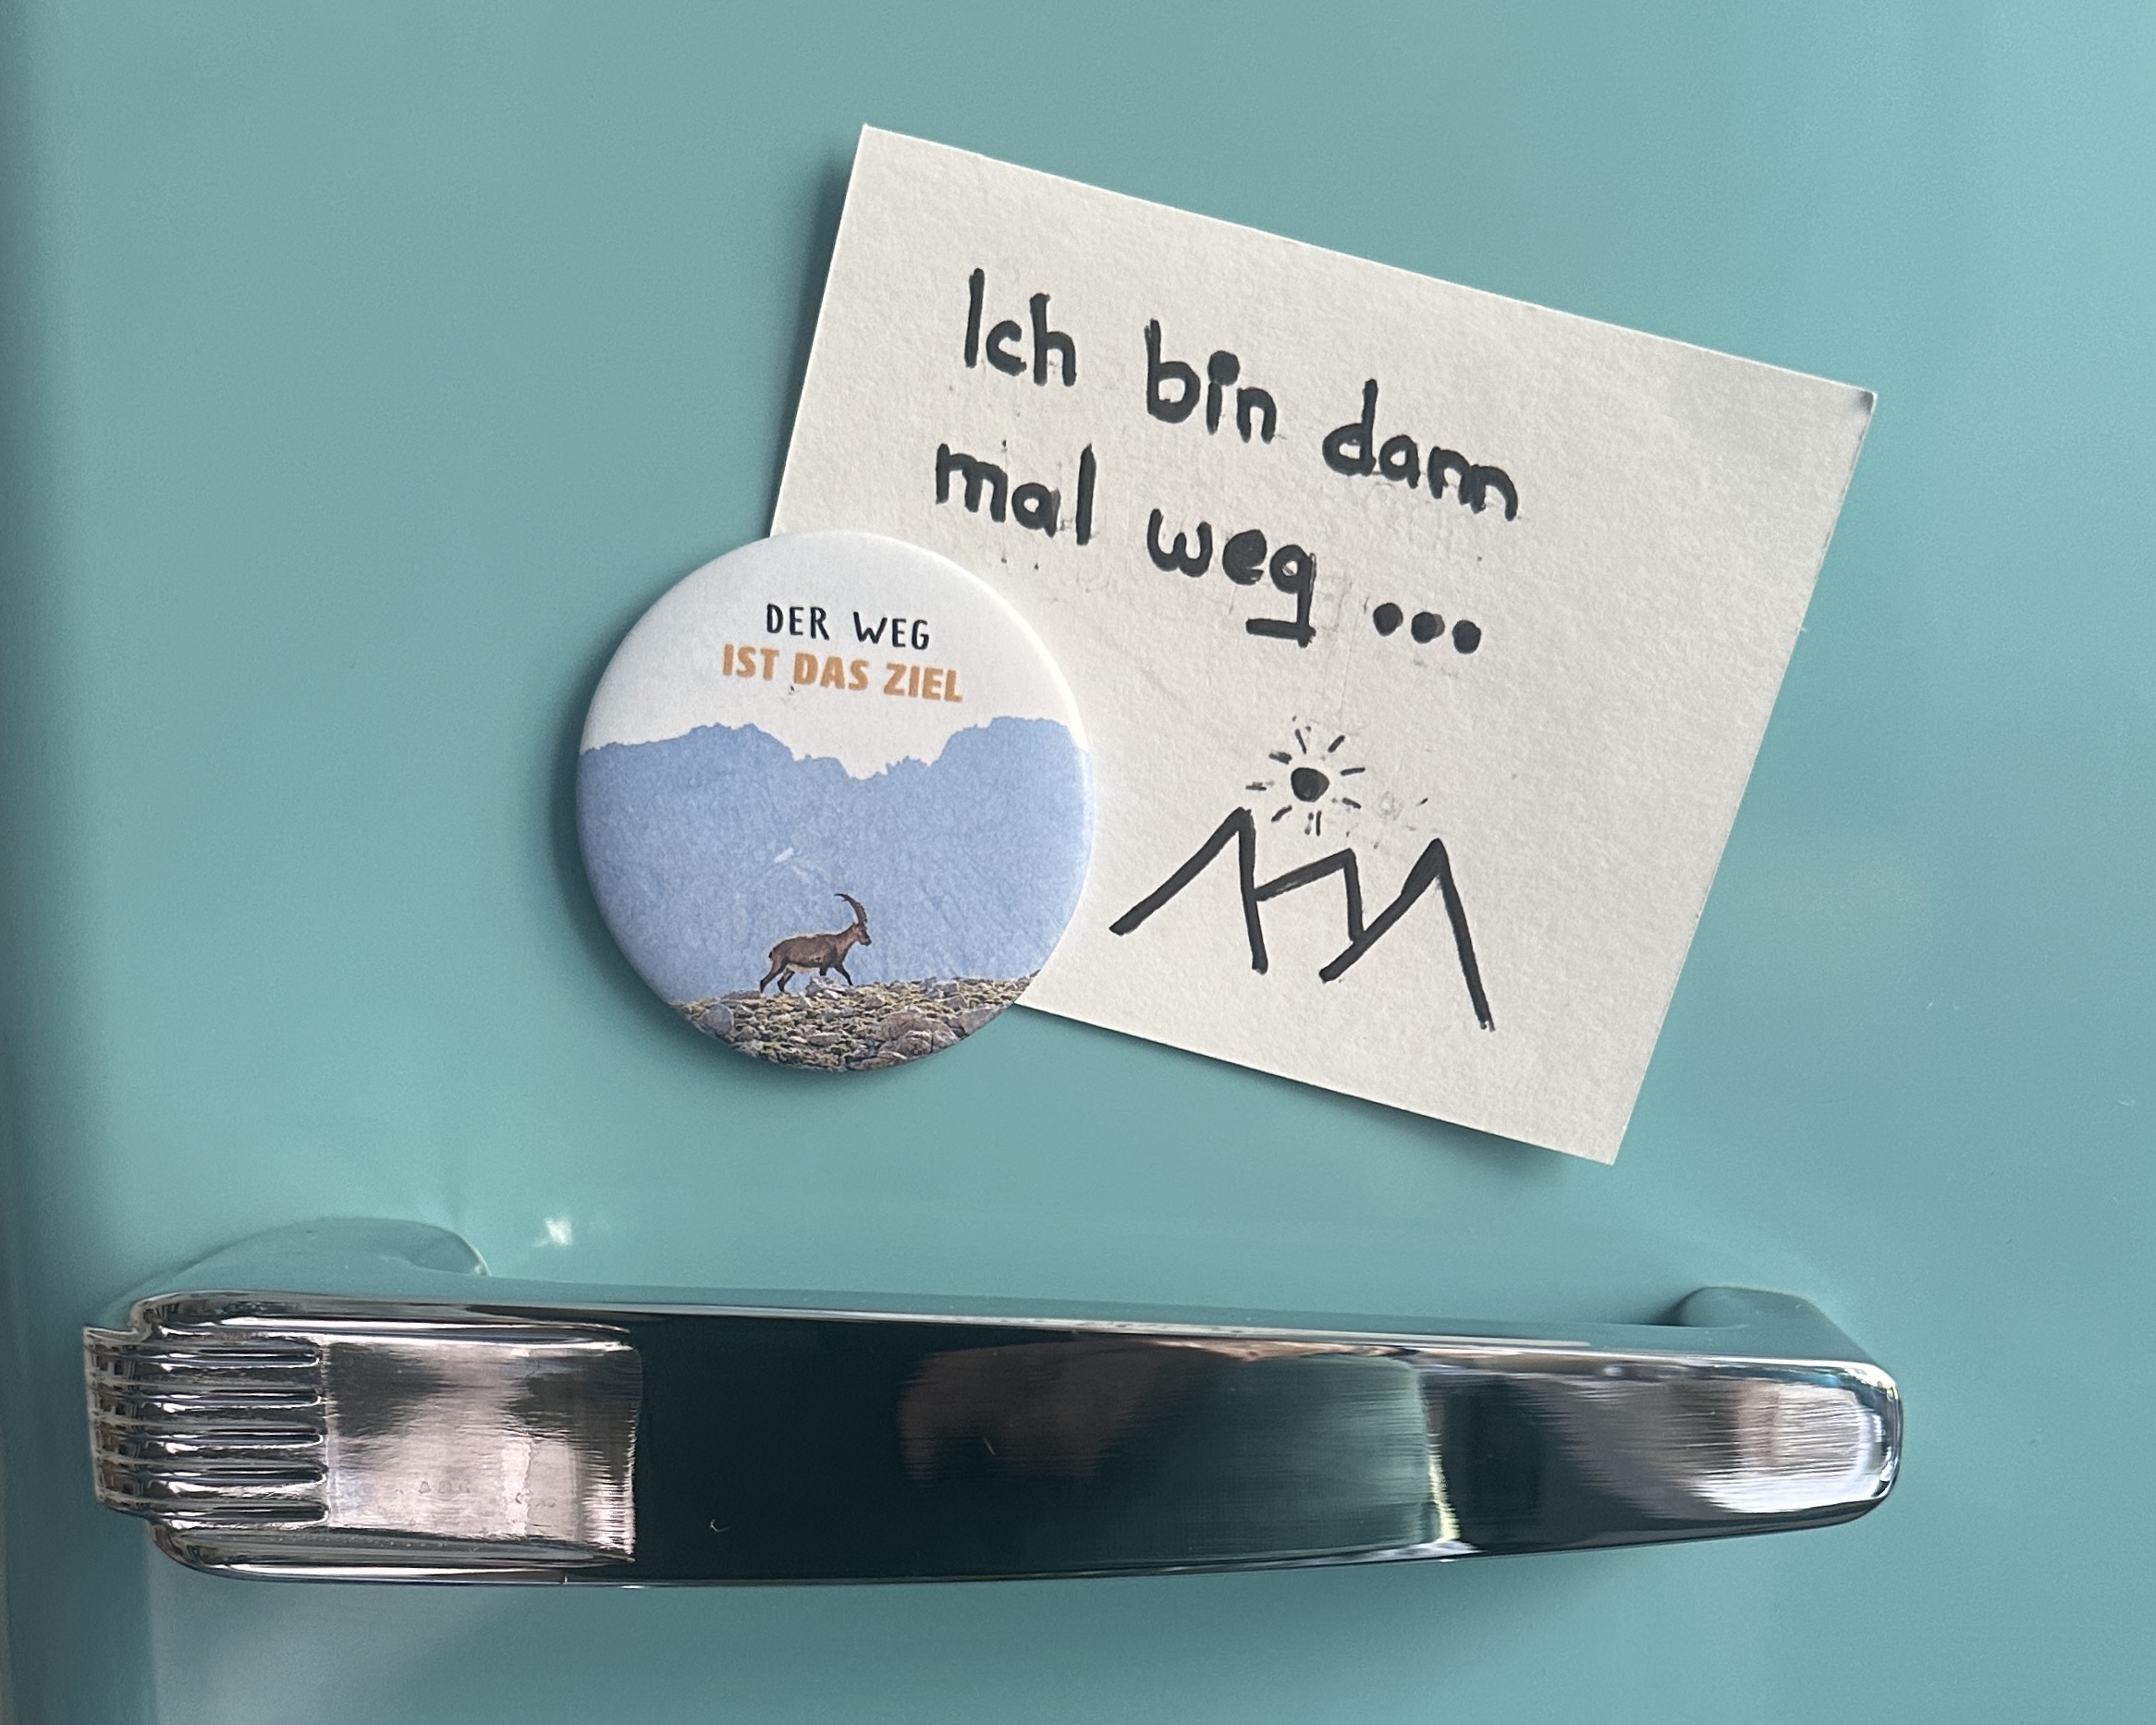 Ich bin dann
mal weg ...
DER WEG
IST DAS ZIEL